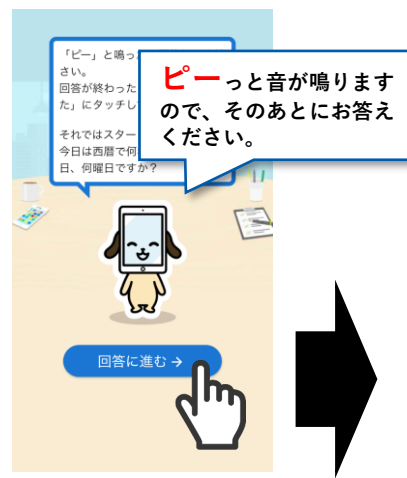 「ピー」と鳴っ
さい。
回答が終わった
た」にタッチし
それではスター
今日は西暦で何
日、何曜日ですか？
ピーっと音が鳴ります
ので、そのあとにお答え
ください。
回答に進む →